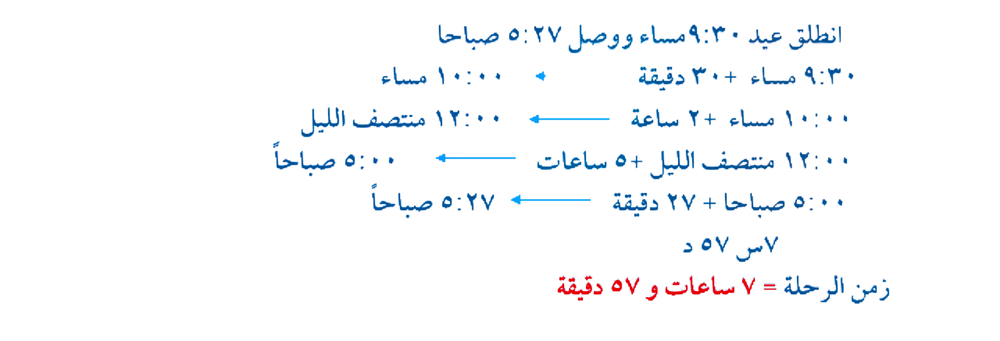 انطلق عيد ٩:٣٠مساء ووصل ٥:٢٧ صباحا
٩:٣٠ مساء +٣٠ دقيقة ١٠:٠٠ مساء
١٠:٠٠ مساء +٢ ساعة ١٢:٠٠ منتصف الليل
١٢:٠٠ منتصف الليل +٥ ساعات ٥:٠٠ صباحاً
٥:٠٠ صباحا + ٢٧ دقيقة ٥:٢٧ صباحاً
٧س ٥٧ د
زمن الرحلة = ٧ ساعات و ٥٧ دقيقة